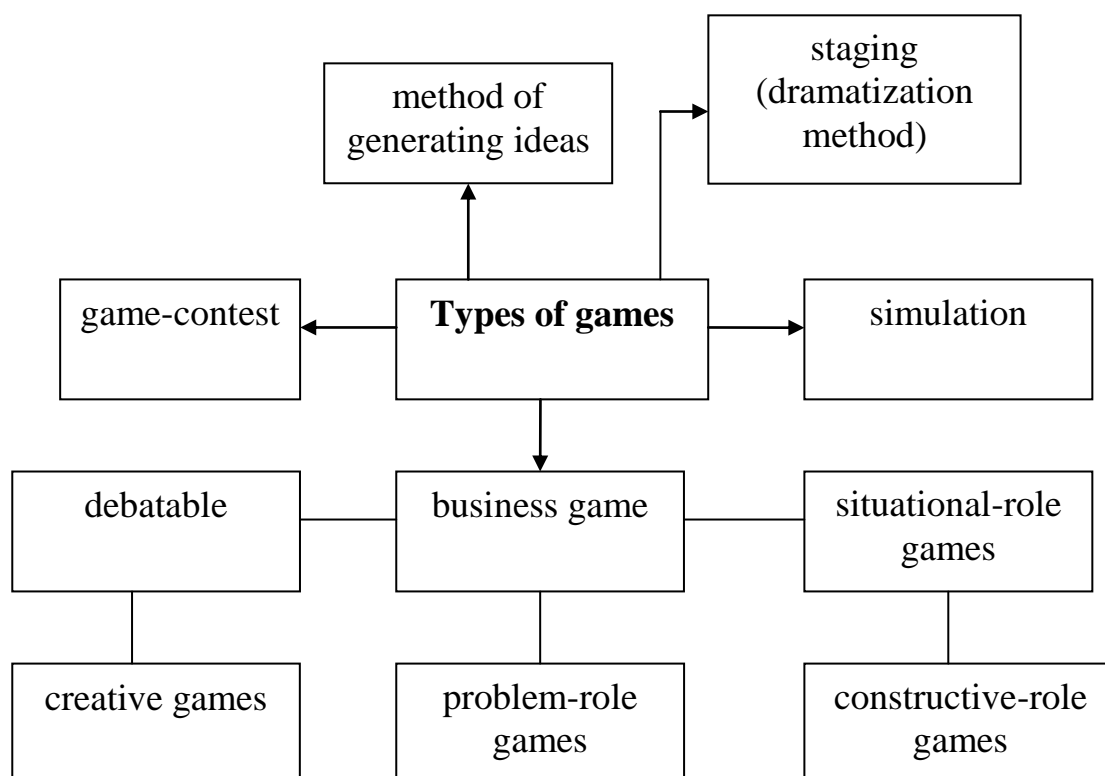 staging
(dramatization
method)
method of
generating ideas
game-contest
Types of games
simulation
debatable
business game
situational-role
games
creative games
problem-role
games
constructive-role
games